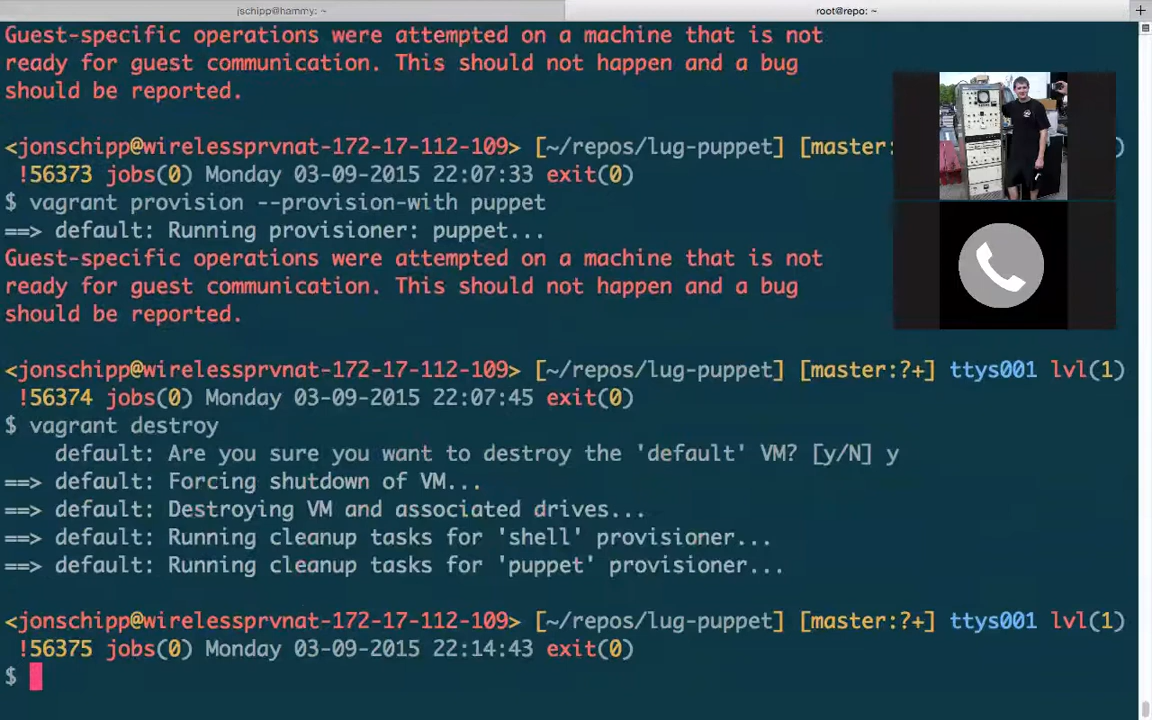 jschipp@hammy: ~
root@repo: ~
Guest-specific operations were attempted on a machine that is not
ready for guest communication. This should not happen and a bug
should be reported.
<jonschipp@wirelessprvnat-172-17-112-109> [~/repos/lug-puppet] [master: )
!56373 jobs(0) Monday 03-09-2015 22:07:33 exit(0)
$ vagrant provision --provision-with puppet
==> default: Running provisioner: puppet...
Guest-specific operations were attempted on a machine that is not
ready for guest communication. This should not happen and a bug
should be reported.
<jonschipp@wirelessprvnat-172-17-112-109> [~/repos/lug-puppet] [master:?+] ttys001 lvl(1)
!56374 jobs(0) Monday 03-09-2015 22:07:45 exit(0)
$ vagrant destroy
default: Are you sure you want to destroy the 'default' VM? [y/N] y
==> default: Forcing shutdown of VM...
==> default: Destroying VM and associated drives...
==> default: Running cleanup tasks for 'shell' provisioner...
==> default: Running cleanup tasks for 'puppet' provisioner...
<jonschipp@wirelessprvnat-172-17-112-109> [~/repos/lug-puppet] [master:?+] ttys001 lvl(1)
!56375 jobs(0) Monday 03-09-2015 22:14:43 exit(0)
$